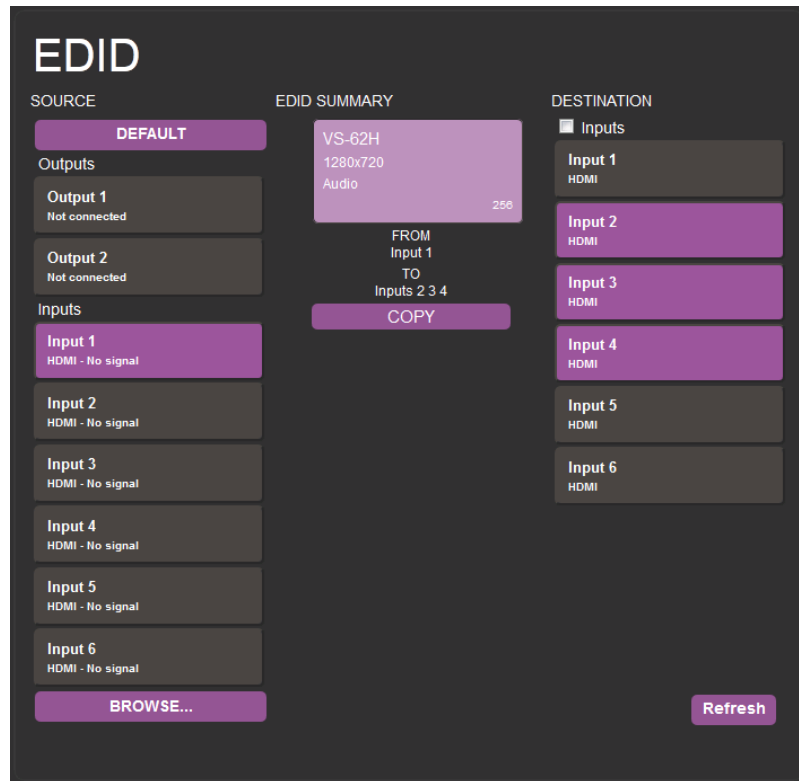 EDID
SOURCE
DEFAULT
Outputs
Output 1
Not connected
Output 2
Not connected
Inputs
Input 1
HDMI - No signal
Input 2
HDMI - No signal
Input 3
HDMI - No signal
Input 4
HDMI - No signal
Input 5
HDMI - No signal
Input 6
HDMI - No signal
BROWSE...
EDID SUMMARY
VS-62H
1280x720
Audio
256
FROM
Input 1
TO
Inputs 2 3 4
COPY
DESTINATION
Inputs
Input 1
HDMI
Input 2
HDMI
Input 3
HDMI
Input 4
HDMI
Input 5
HDMI
Input 6
HDMI
Refresh